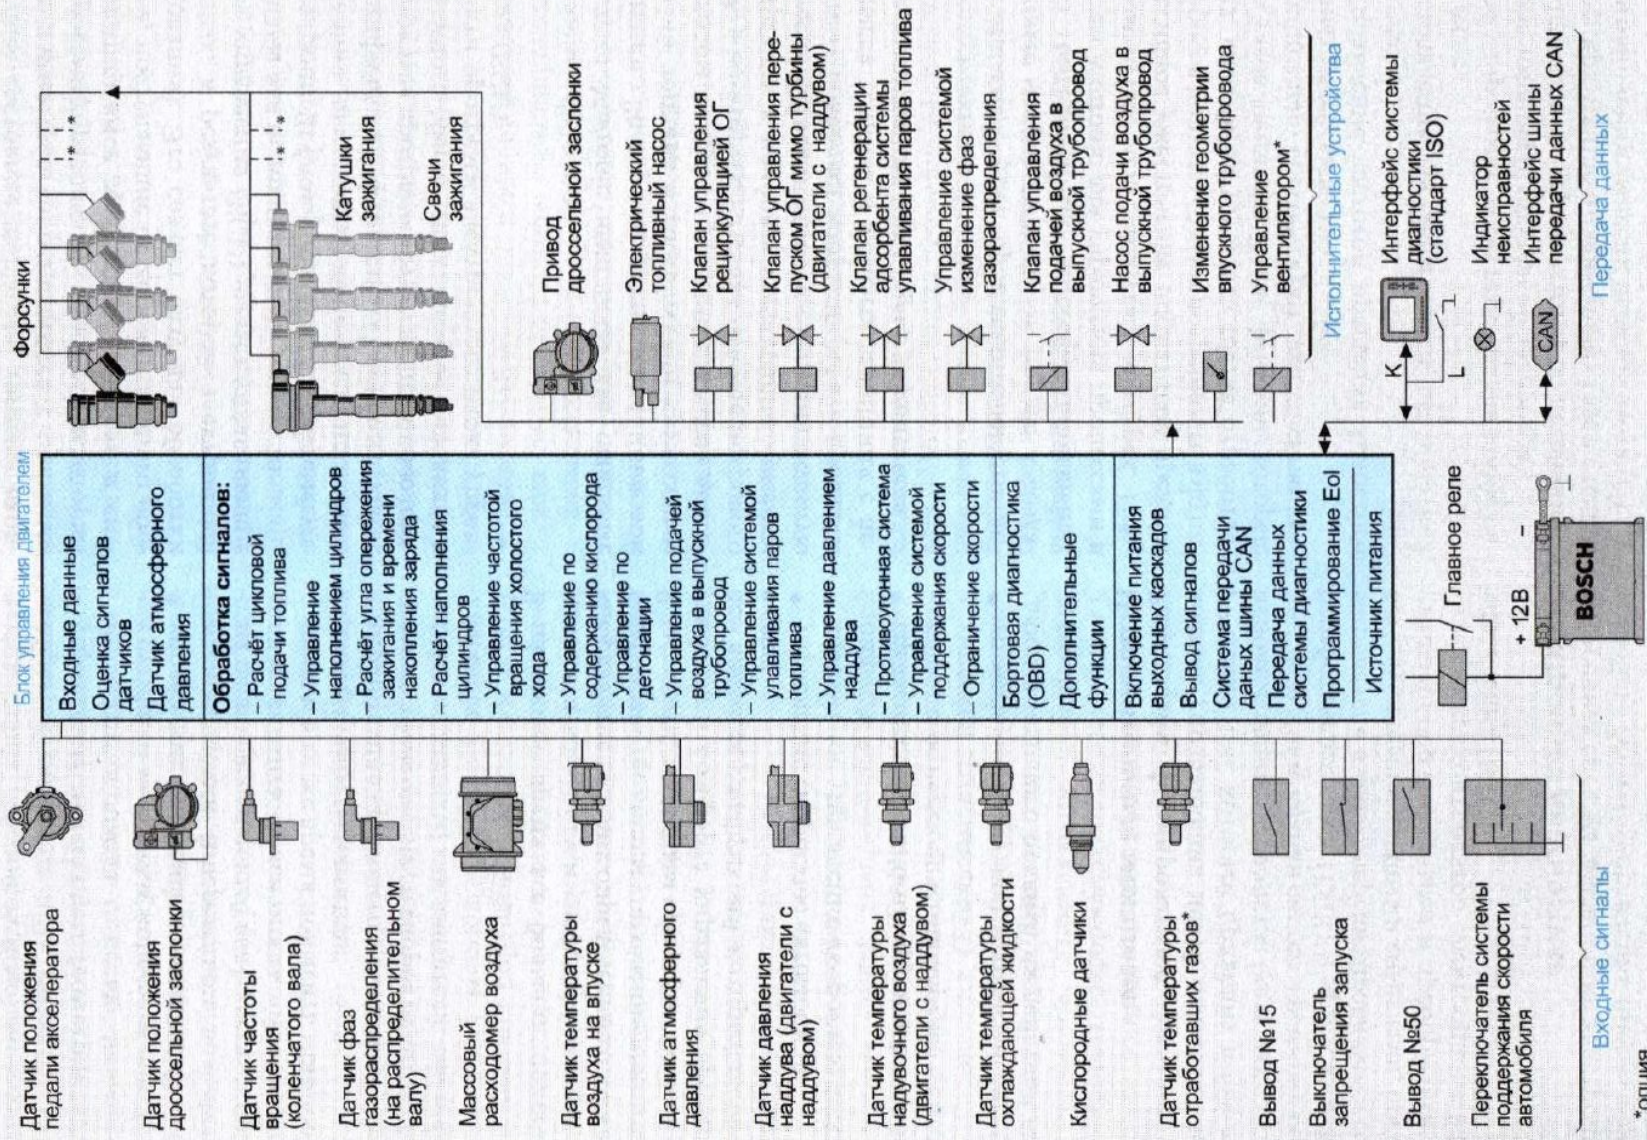 Датчик положения
педали акселератора
Датчик положения
дроссельной заслонки
Датчик частоты
вращения
(коленчатого вала)
Датчик фаз
газораспределения
(на распределительном
валу)
Массовый
расходомер воздуха
Датчик температуры
воздуха на впуске
Датчик атмосферного
давления
Датчик давления
наддува (двигатели с
наддувом)
Датчик температуры
надувочного воздуха
(двигатели с наддувом)
Датчик температуры
охлаждающей жидкости
Кислородные датчики
Датчик температуры
отработавших газов*
Вывод №15
Выключатель
запрещения запуска
Вывод №50
Переключатель системы
поддержания скорости
автомобиля
Входные сигналы
*опция
Блок управления двигателем
Входные данные
Оценка сигналов
датчиков
Датчик атмосферного
давления
Обработка сигналов:
– Расчёт цикловой
подачи топлива
– Управление
наполнением цилиндров
– Расчёт угла опережения
зажигания и времени
накопления заряда
– Расчёт наполнения
цилиндров
– Управление частотой
вращения холостого
хода
– Управление по
содержанию кислорода
– Управление по
детонации
– Управление подачей
воздуха в выпускной
трубопровод
– Управление системой
улавливания паров
топлива
– Управление давлением
наддува
– Противоугонная система
– Управление системой
поддержания скорости
– Ограничение скорости
Бортовая диагностика
(OBD)
Дополнительные
функции
Включение питания
выходных каскадов
Вывод сигналов
Система передачи
данных шины CAN
Передача данных
системы диагностики
Программирование Eol
Источник питания
Главное реле
+ 12В
–
BOSCH
Форсунки
*
*
Катушки
зажигания
Свечи
зажигания
*
*
Привод
дроссельной заслонки
Электрический
топливный насос
Клапан управления
рециркуляцией ОГ
Клапан управления пере-
пуском ОГ мимо турбины
(двигатели с наддувом)
Клапан регенерации
адсорбента системы
улавливания паров топлива
Управление системой
изменение фаз
газораспределения
Клапан управления
подачей воздуха в
выпускной трубопровод
Насос подачи воздуха в
выпускной трубопровод
Изменение геометрии
впускного трубопровода
Управление
вентилятором*
Исполнительные устройства
K
L
Интерфейс системы
диагностики
(стандарт ISO)
Индикатор
неисправностей
CAN
Интерфейс шины
передачи данных CAN
Передача данных